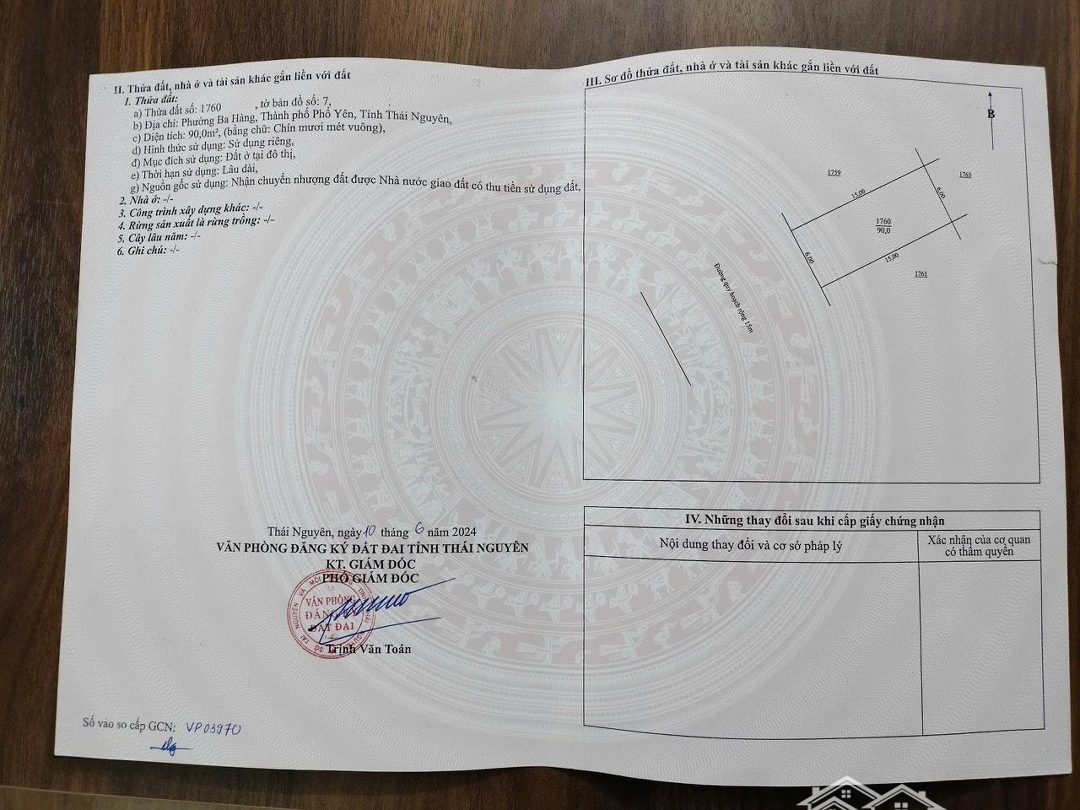 II. Thửa đất, nhà ở và tài sản khác gắn liền với đất
1. Thửa đất:
a) Thửa đất số: 1760 , tờ bản đồ số: 7,
b) Địa chỉ: Phường Ba Hàng, Thành phố Phổ Yên, Tỉnh Thái Nguyên,
c) Diện tích: 90,0m², (bằng chữ: Chín mươi mét vuông),
d) Hình thức sử dụng: Sử dụng riêng,
đ) Mục đích sử dụng: Đất ở tại đô thị,
e) Thời hạn sử dụng: Lâu dài,
g) Nguồn gốc sử dụng: Nhận chuyển nhượng đất được Nhà nước giao đất có thu tiền sử dụng đất,
2. Nhà ở: -/-
3. Công trình xây dựng khác: -/-
4. Rừng sản xuất là rừng trồng: -/-
5. Cây lâu năm: -/-
6. Ghi chú: -/-
Thái Nguyên, ngày 10 tháng 6 năm 2024
VĂN PHÒNG ĐĂNG KÝ ĐẤT ĐAI TỈNH THÁI NGUYÊN
KT. GIÁM ĐỐC
PHÓ GIÁM ĐỐC
VĂN PHÒNG
ĐĂNG
ĐẤT ĐAI
Trịnh Văn Toán
Số vào sổ cấp GCN: VP03970
III. Sơ đồ thửa đất, nhà ở và tài sản khác gắn liền với đất
B
1759
1763
15,00
6,00
1760
90,0
6,00
15,00
1761
Đường quy hoạch rộng 15m
IV. Những thay đổi sau khi cấp giấy chứng nhận
Nội dung thay đổi và cơ sở pháp lý
Xác nhận của cơ quan
có thẩm quyền